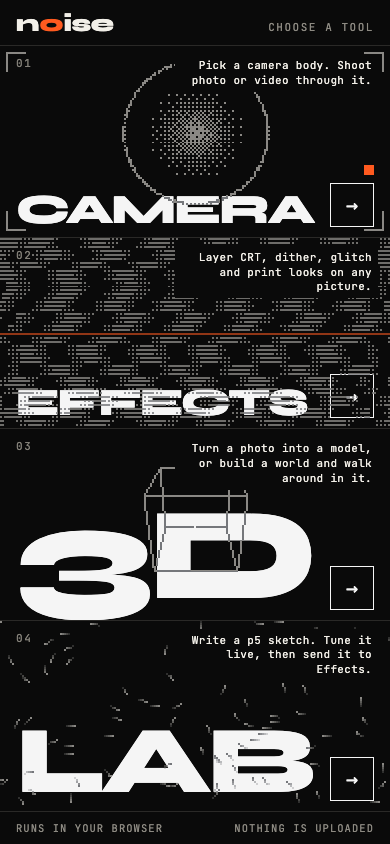 noise
CHOOSE A TOOL
01
Pick a camera body. Shoot
photo or video through it.
CAMERA
→
02
Layer CRT, dither, glitch
and print looks on any
picture.
EFFECTS
→
03
Turn a photo into a model,
or build a world and walk
around in it.
3D
→
04
Write a p5 sketch. Tune it
live, then send it to
Effects.
LAB
→
RUNS IN YOUR BROWSER
NOTHING IS UPLOADED